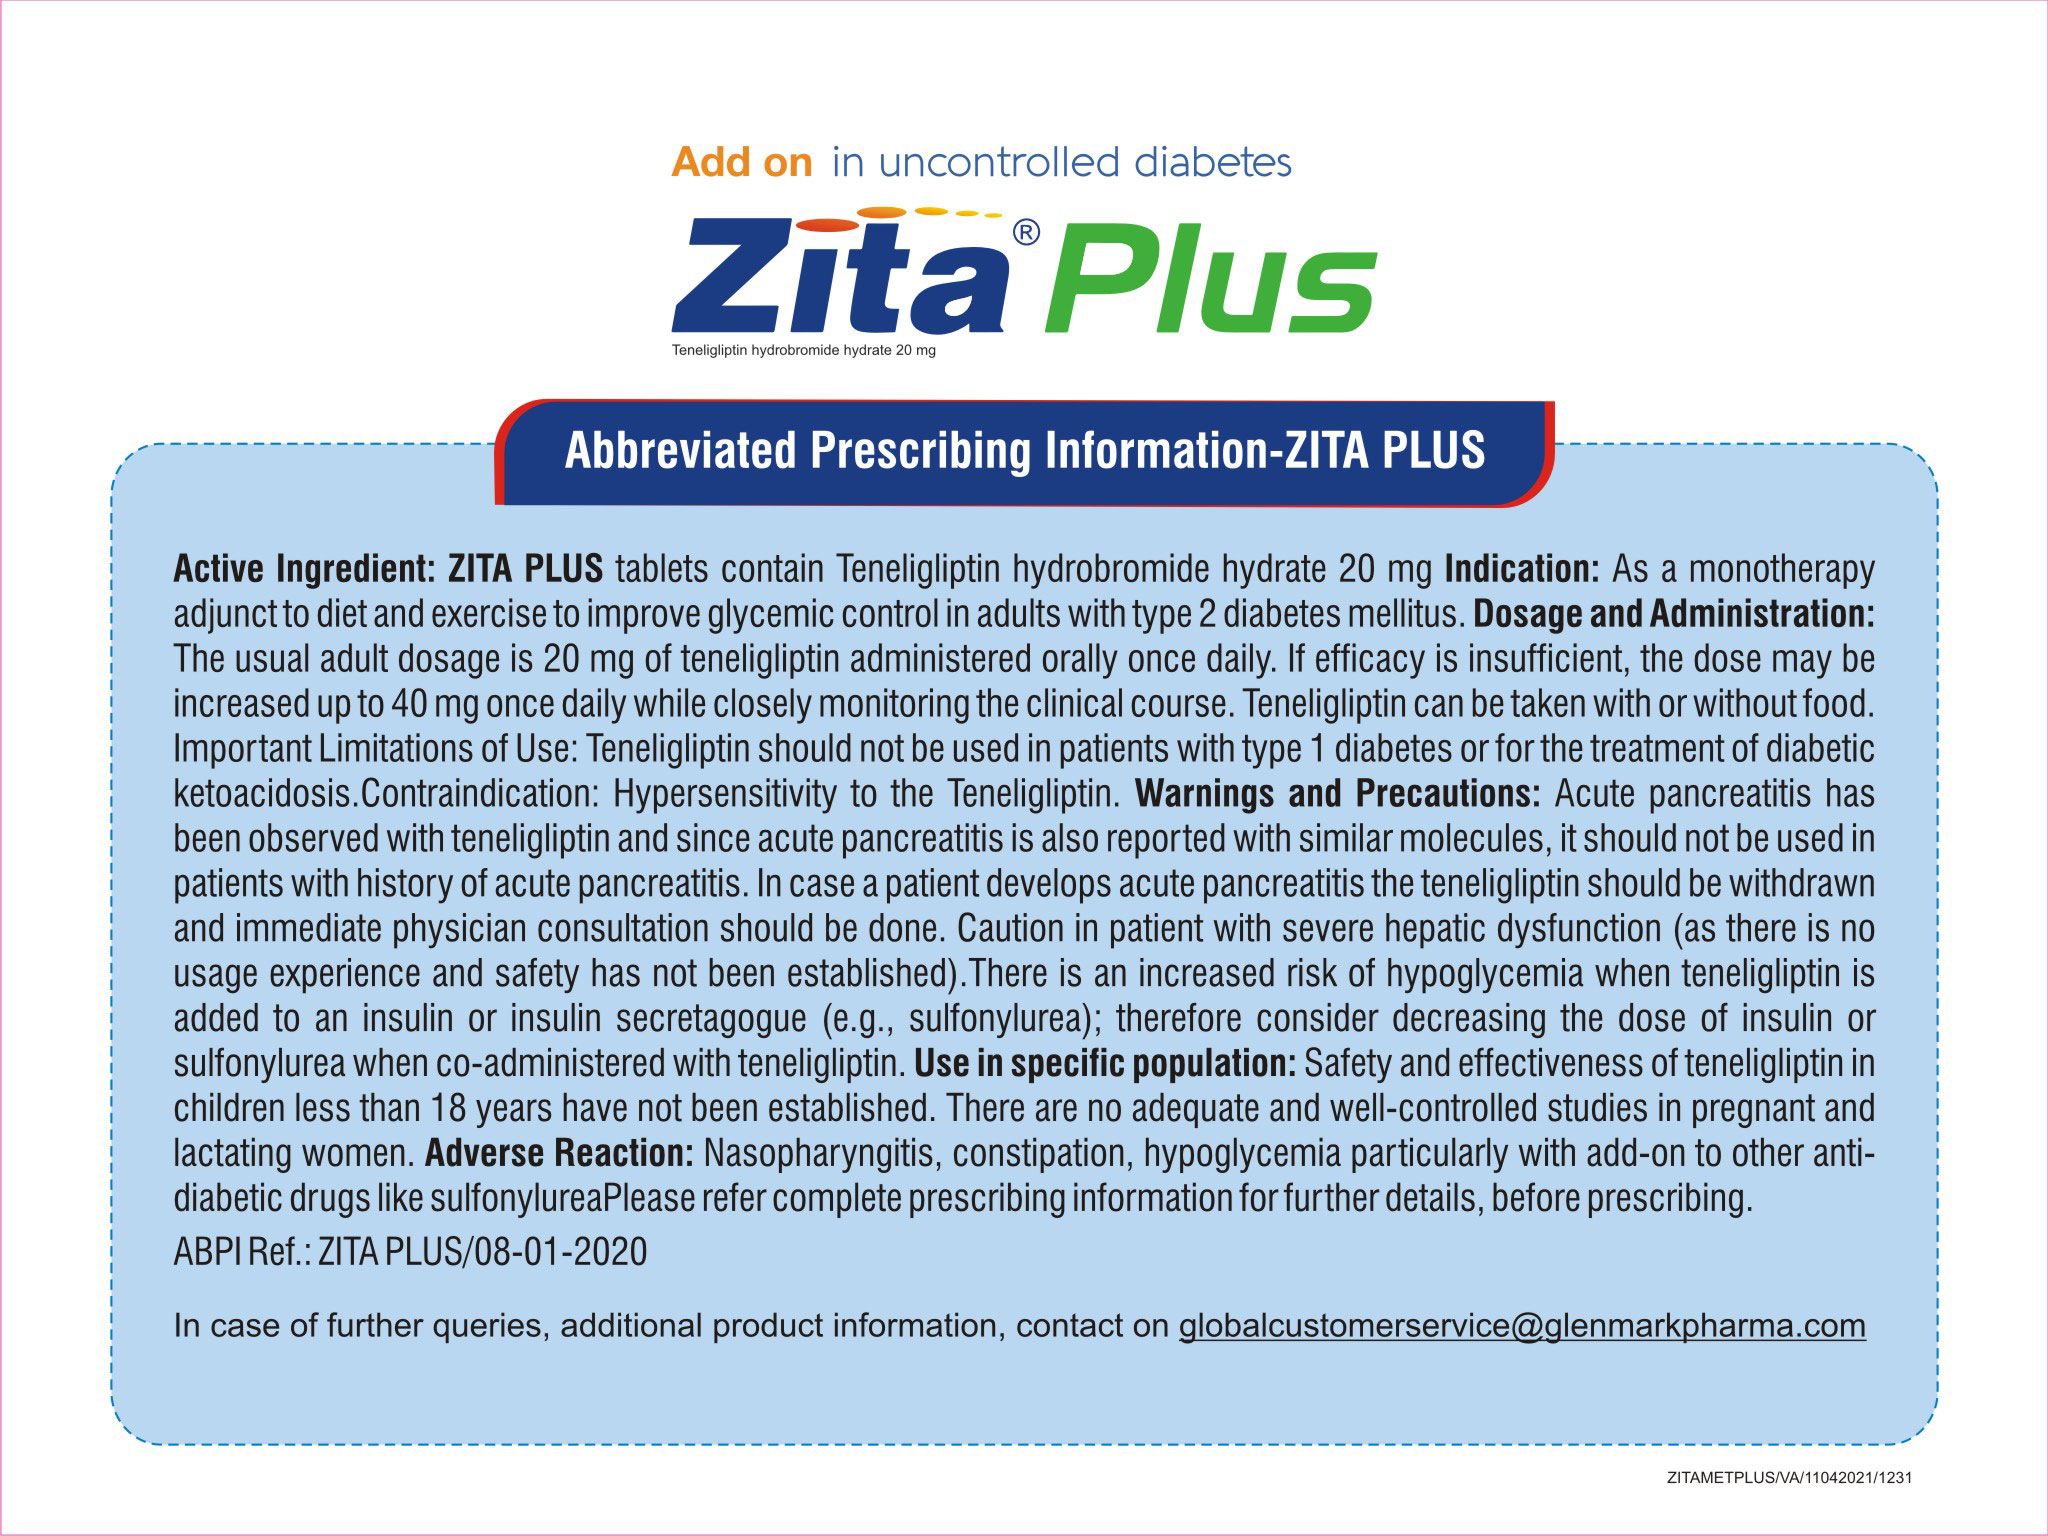 Add on in uncontrolled diabetes
Zita® Plus
Teneligliptin hydrobromide hydrate 20 mg
Abbreviated Prescribing Information-ZITA PLUS
Active Ingredient: ZITA PLUS tablets contain Teneligliptin hydrobromide hydrate 20 mg Indication: As a monotherapy
adjunct to diet and exercise to improve glycemic control in adults with type 2 diabetes mellitus. Dosage and Administration:
The usual adult dosage is 20 mg of teneligliptin administered orally once daily. If efficacy is insufficient, the dose may be
increased up to 40 mg once daily while closely monitoring the clinical course. Teneligliptin can be taken with or without food.
Important Limitations of Use: Teneligliptin should not be used in patients with type 1 diabetes or for the treatment of diabetic
ketoacidosis.Contraindication: Hypersensitivity to the Teneligliptin. Warnings and Precautions: Acute pancreatitis has
been observed with teneligliptin and since acute pancreatitis is also reported with similar molecules, it should not be used in
patients with history of acute pancreatitis. In case a patient develops acute pancreatitis the teneligliptin should be withdrawn
and immediate physician consultation should be done. Caution in patient with severe hepatic dysfunction (as there is no
usage experience and safety has not been established).There is an increased risk of hypoglycemia when teneligliptin is
added to an insulin or insulin secretagogue (e.g., sulfonylurea); therefore consider decreasing the dose of insulin or
sulfonylurea when co-administered with teneligliptin. Use in specific population: Safety and effectiveness of teneligliptin in
children less than 18 years have not been established. There are no adequate and well-controlled studies in pregnant and
lactating women. Adverse Reaction: Nasopharyngitis, constipation, hypoglycemia particularly with add-on to other anti-
diabetic drugs like sulfonylureaPlease refer complete prescribing information for further details, before prescribing.
ABPI Ref.: ZITA PLUS/08-01-2020
In case of further queries, additional product information, contact on globalcustomerservice@glenmarkpharma.com
ZITAMETPLUS/VA/11042021/1231